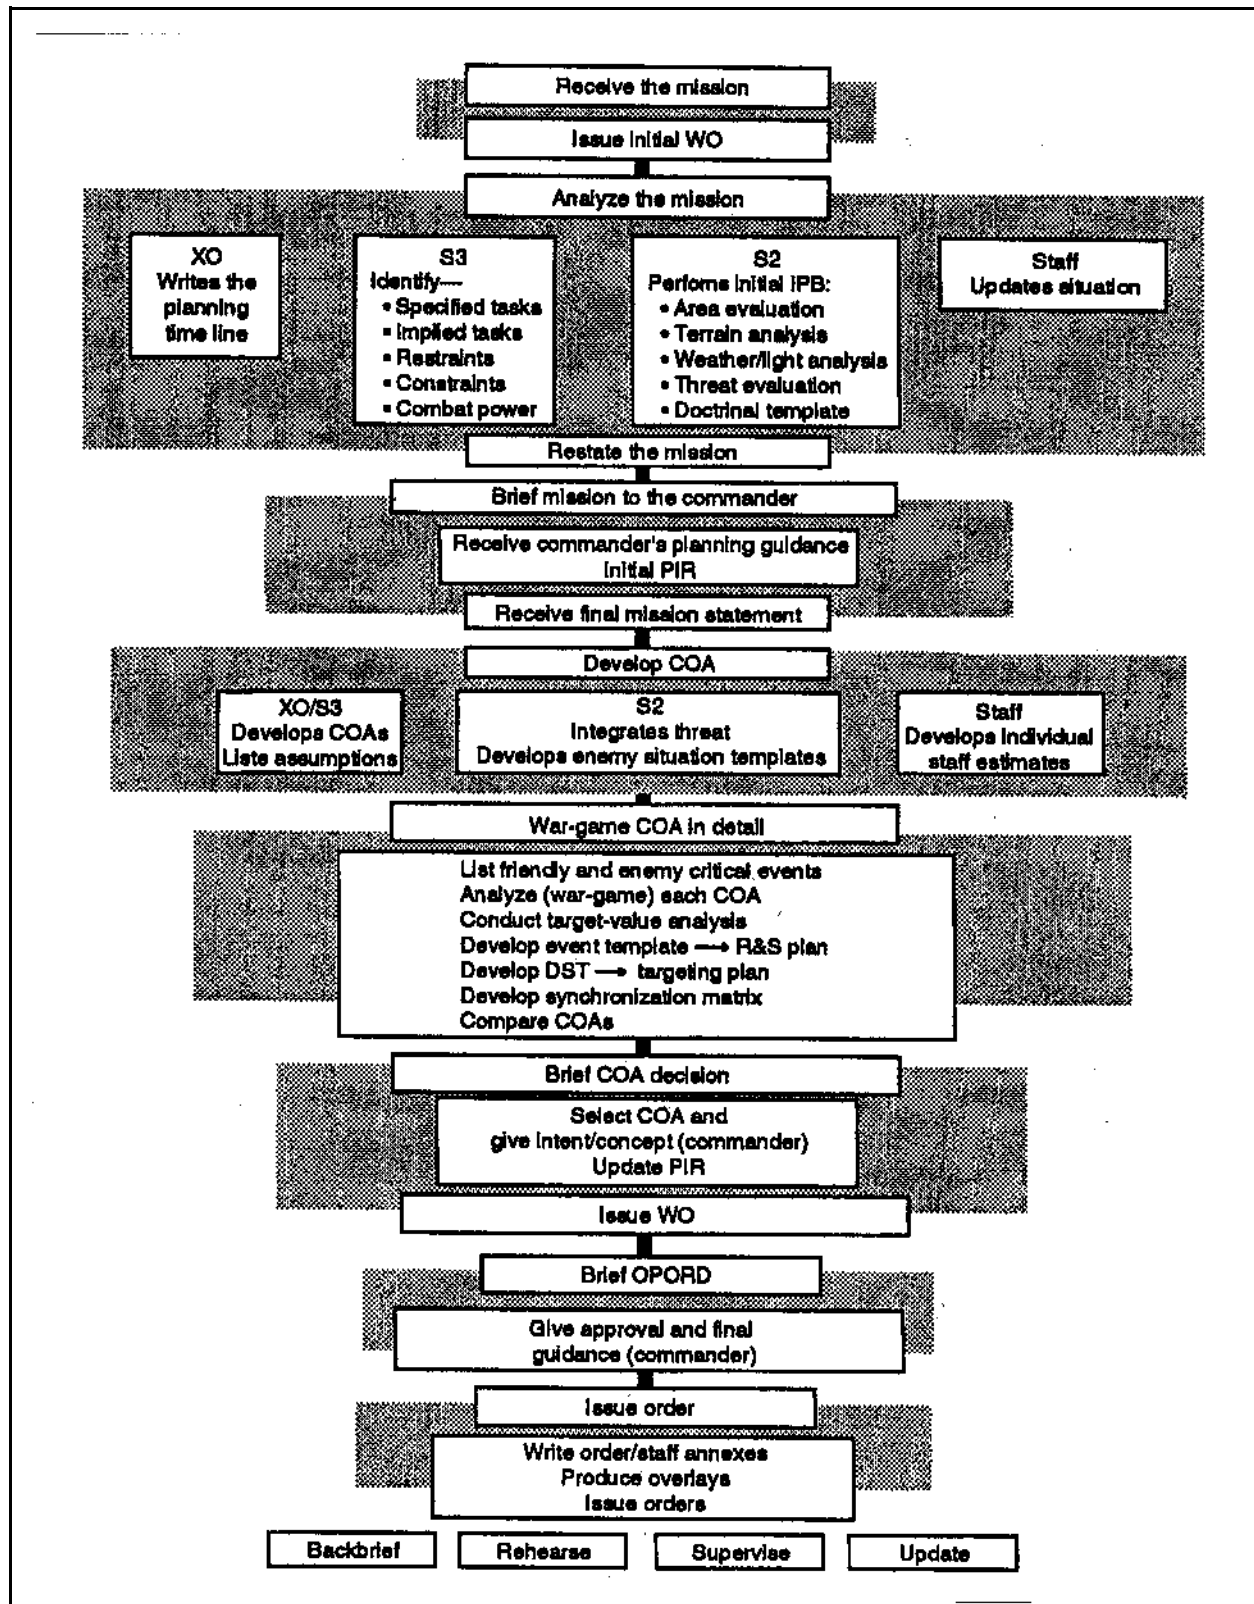 Receive the mission
Issue initial WO
Analyze the mission
XO
Writes the
planning
time line
S3
Identify—
• Specified tasks
• Implied tasks
• Restraints
• Constraints
• Combat power
S2
Performs initial IPB:
• Area evaluation
• Terrain analysis
• Weather/light analysis
• Threat evaluation
• Doctrinal template
Staff
Updates situation
Restate the mission
Brief mission to the commander
Receive commander's planning guidance
Initial PIR
Receive final mission statement
Develop COA
XO/S3
Develops COAs
Lists assumptions
S2
Integrates threat
Develops enemy situation templates
Staff
Develops individual
staff estimates
War-game COA in detail
List friendly and enemy critical events
Analyze (war-game) each COA
Conduct target-value analysis
Develop event template → R&S plan
Develop DST → targeting plan
Develop synchronization matrix
Compare COAs
Brief COA decision
Select COA and
give intent/concept (commander)
Update PIR
Issue WO
Brief OPORD
Give approval and final
guidance (commander)
Issue order
Write order/staff annexes
Produce overlays
Issue orders
Backbrief
Rehearse
Supervise
Update